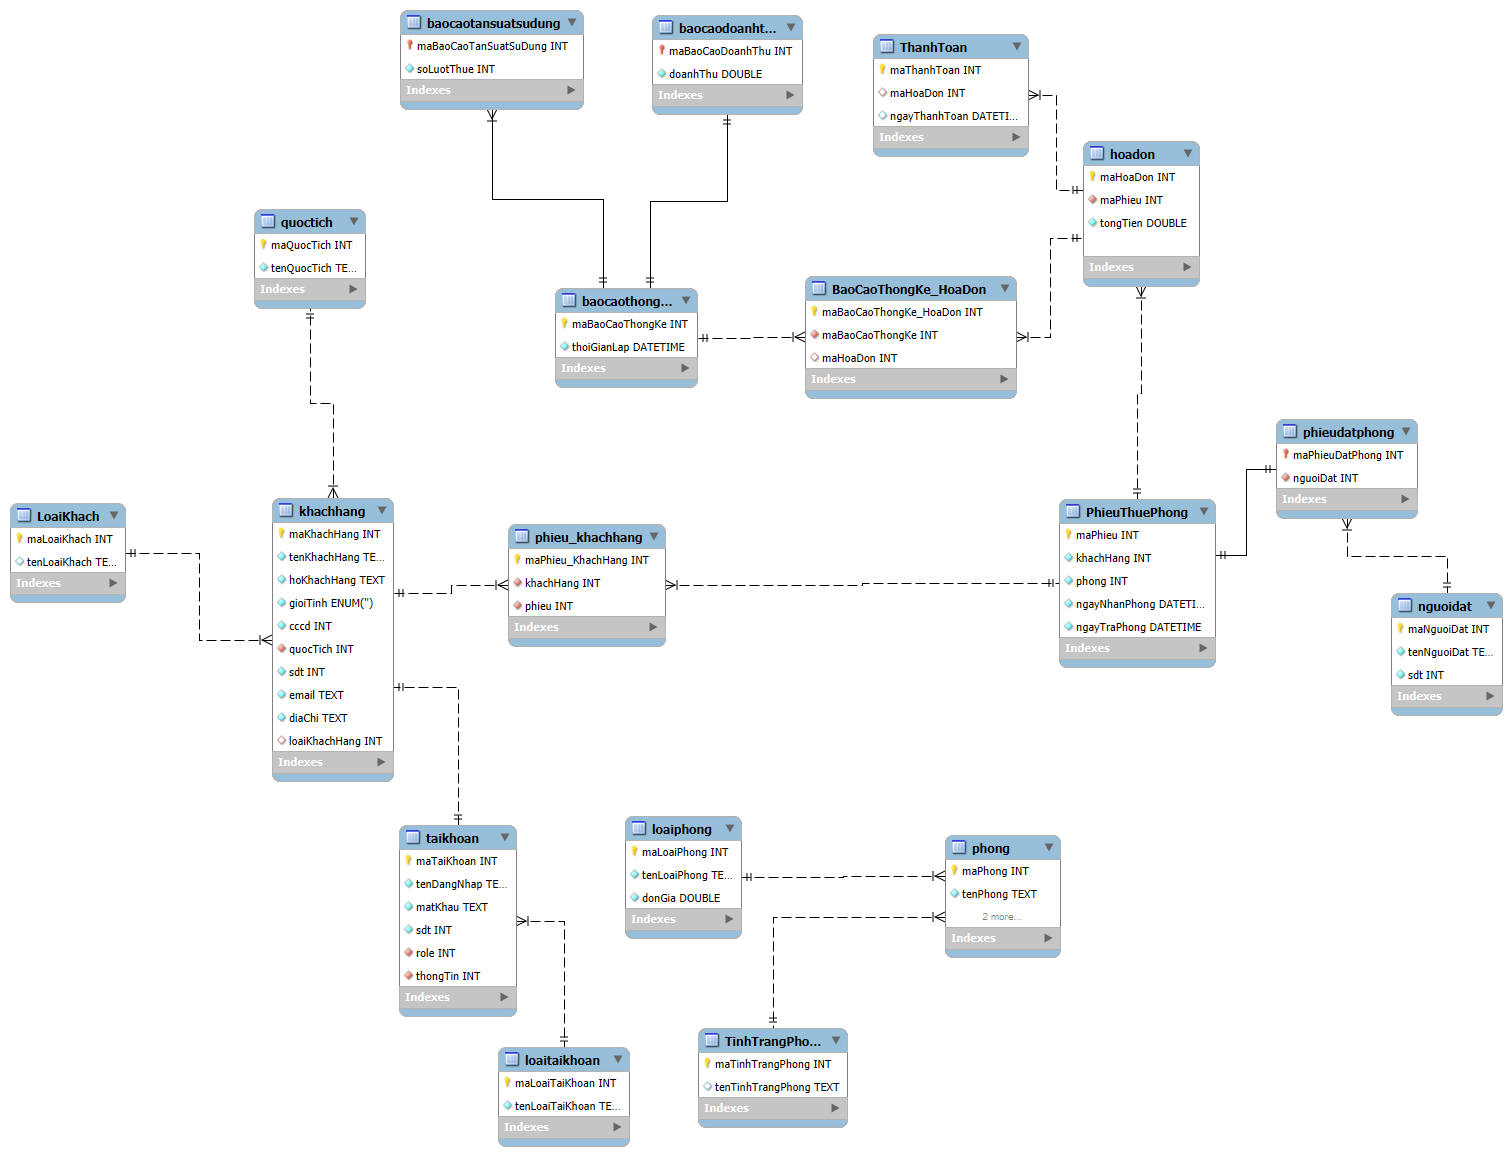 baocaotansuatsudung
maBaoCaoTanSuatSuDung INT
soLuotThue INT
Indexes
baocaodoanht...
maBaoCaoDoanhThu INT
doanhThu DOUBLE
Indexes
ThanhToan
maThanhToan INT
maHoaDon INT
ngayThanhToan DATETI...
Indexes
hoadon
maHoaDon INT
maPhieu INT
tongTien DOUBLE
Indexes
quoctich
maQuocTich INT
tenQuocTich TE...
Indexes
baocaothong...
maBaoCaoThongKe INT
thoiGianLap DATETIME
Indexes
BaoCaoThongKe_HoaDon
maBaoCaoThongKe_HoaDon INT
maBaoCaoThongKe INT
maHoaDon INT
Indexes
phieudatphong
maPhieuDatPhong INT
nguoiDat INT
Indexes
LoaiKhach
maLoaiKhach INT
tenLoaiKhach TE...
Indexes
khachhang
maKhachHang INT
tenKhachHang TE...
hoKhachHang TEXT
gioiTinh ENUM('')
cccd INT
quocTich INT
sdt INT
email TEXT
diaChi TEXT
loaiKhachHang INT
Indexes
phieu_khachhang
maPhieu_KhachHang INT
khachHang INT
phieu INT
Indexes
PhieuThuePhong
maPhieu INT
khachHang INT
phong INT
ngayNhanPhong DATETI...
ngayTraPhong DATETIME
Indexes
nguoidat
maNguoiDat INT
tenNguoiDat TE...
sdt INT
Indexes
taikhoan
maTaiKhoan INT
tenDangNhap TE...
matKhau TEXT
sdt INT
role INT
thongTin INT
Indexes
loaiphong
maLoaiPhong INT
tenLoaiPhong TE...
donGia DOUBLE
Indexes
phong
maPhong INT
tenPhong TEXT
2 more...
Indexes
TinhTrangPho...
maTinhTrangPhong INT
tenTinhTrangPhong TEXT
Indexes
loaitaikhoan
maLoaiTaiKhoan INT
tenLoaiTaiKhoan TE...
Indexes